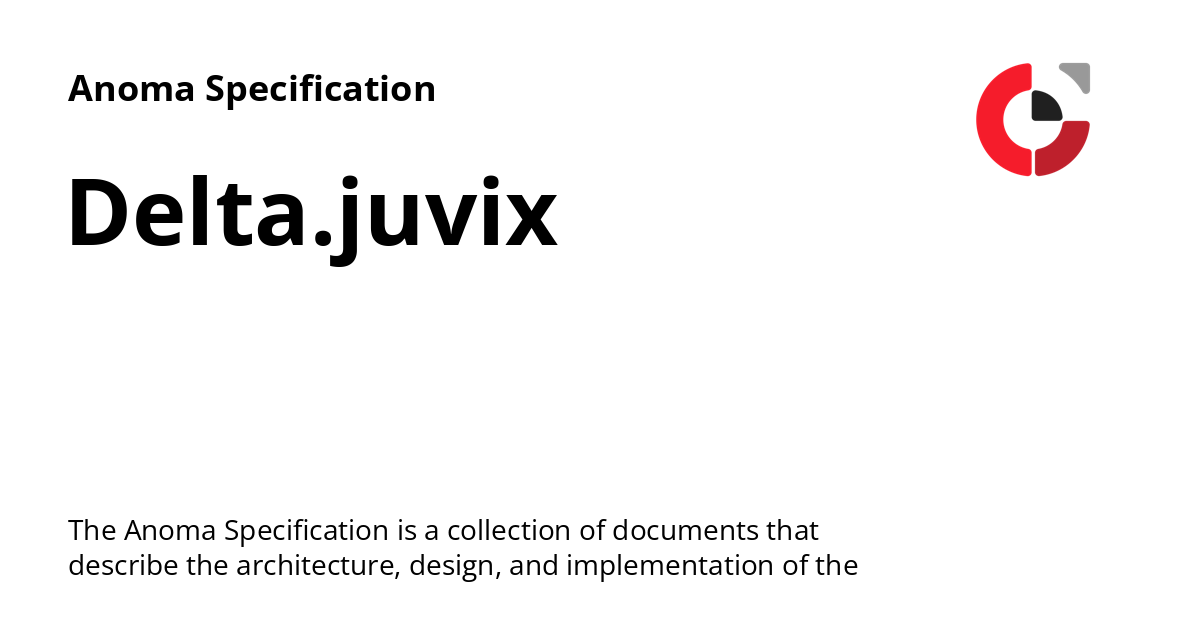 Anoma Specification
Delta.juvix
The Anoma Specification is a collection of documents that
describe the architecture, design, and implementation of the